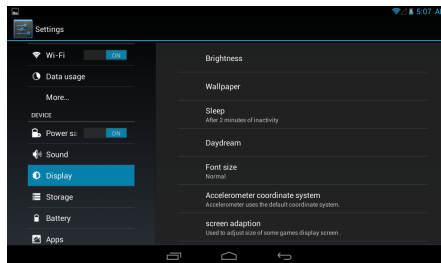 5:07 A
Settings
Wi-Fi ON
Data usage
More...
DEVICE
Power sa ON
Sound
Display
Storage
Battery
Apps
Brightness
Wallpaper
Sleep
After 2 minutes of inactivity
Daydream
Font size
Normal
Accelerometer coordinate system
Accelerometer uses the default coordinate system.
screen adaption
Used to adjust size of some games display screen .